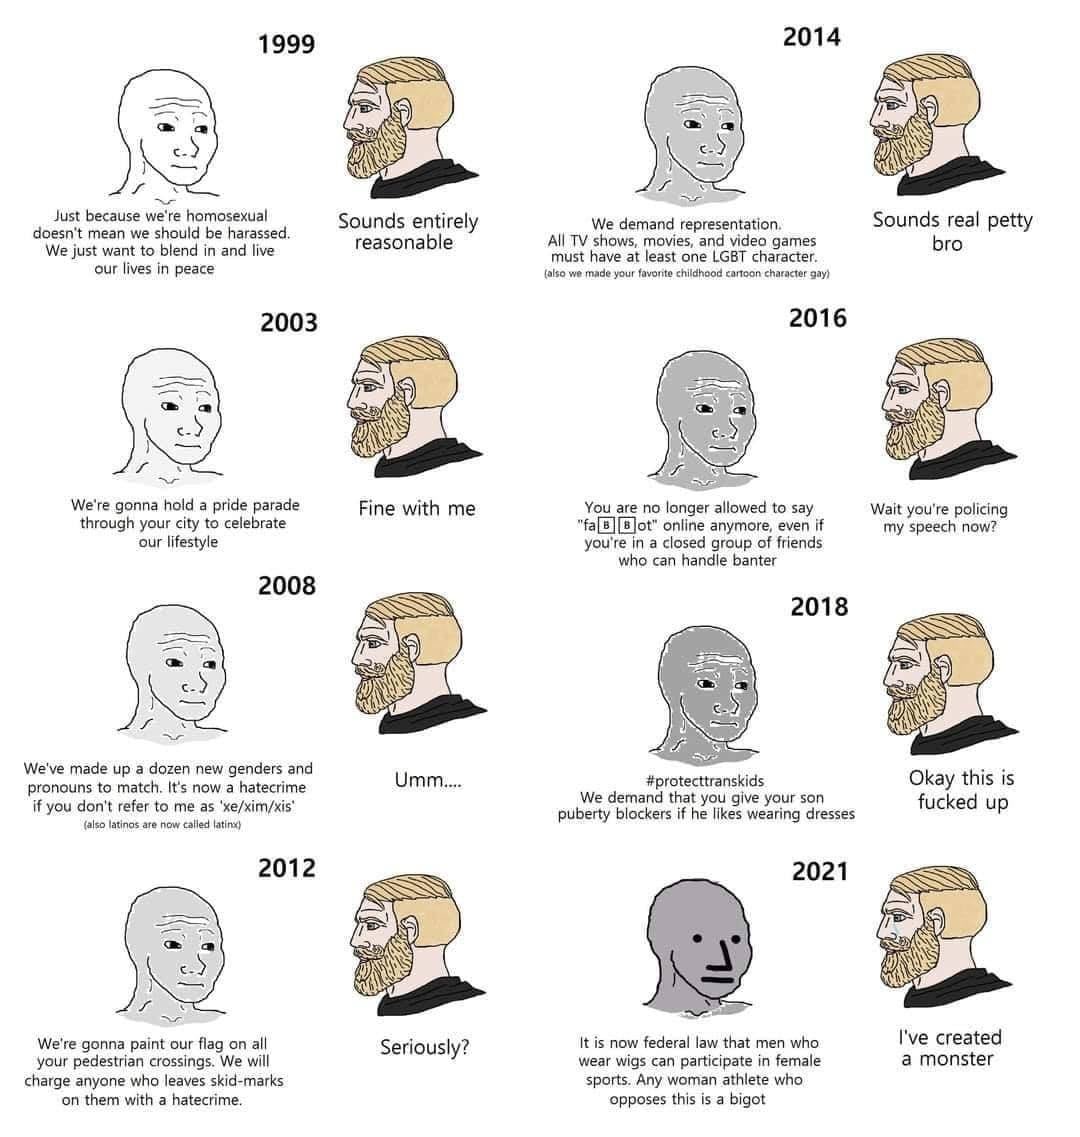 1999
Just because we're homosexual
doesn't mean we should be harassed.
We just want to blend in and live
our lives in peace
Sounds entirely
reasonable
2003
We're gonna hold a pride parade
through your city to celebrate
our lifestyle
Fine with me
2008
We've made up a dozen new genders and
pronouns to match. It's now a hatecrime
if you don't refer to me as 'xe/xim/xis'
(also latinos are now called latinx)
Umm....
2012
We're gonna paint our flag on all
your pedestrian crossings. We will
charge anyone who leaves skid-marks
on them with a hatecrime.
Seriously?
2014
We demand representation.
All TV shows, movies, and video games
must have at least one LGBT character.
(also we made your favorite childhood cartoon character gay)
Sounds real petty
bro
2016
You are no longer allowed to say
"fa🅱🅱ot" online anymore, even if
you're in a closed group of friends
who can handle banter
Wait you're policing
my speech now?
2018
#protecttranskids
We demand that you give your son
puberty blockers if he likes wearing dresses
Okay this is
fucked up
2021
It is now federal law that men who
wear wigs can participate in female
sports. Any woman athlete who
opposes this is a bigot
I've created
a monster